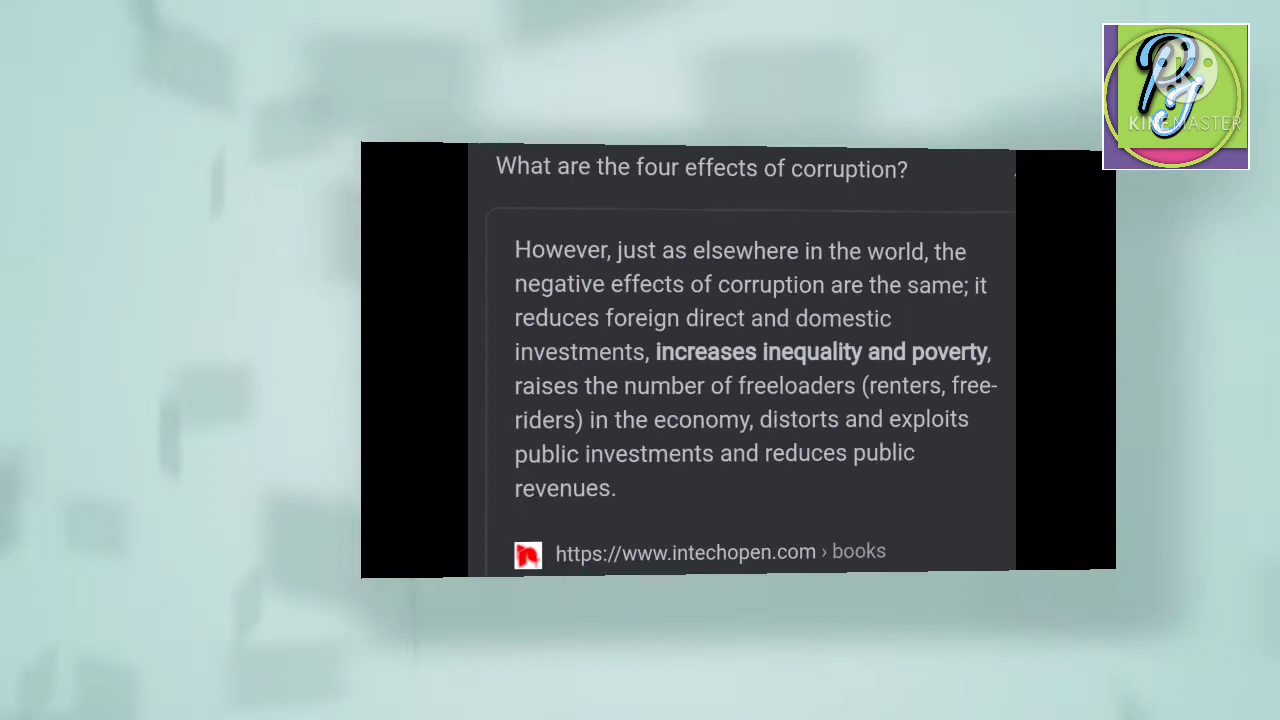 What are the four effects of corruption?
However, just as elsewhere in the world, the
negative effects of corruption are the same; it
reduces foreign direct and domestic
investments, increases inequality and poverty,
raises the number of freeloaders (renters, free-
riders) in the economy, distorts and exploits
public investments and reduces public
revenues.
https://www.intechopen.com › books
KINEMASTER